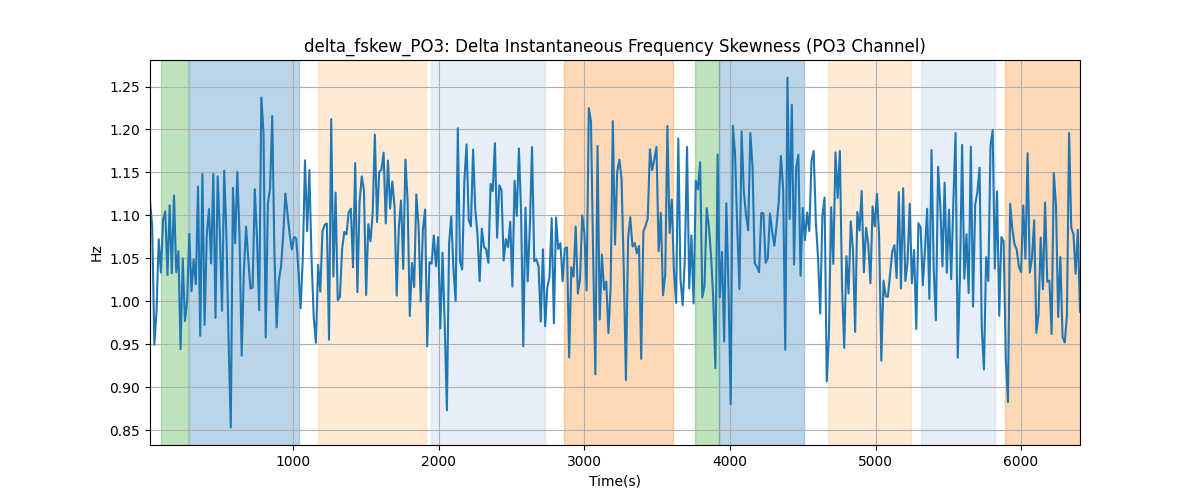 delta_fskew_PO3: Delta Instantaneous Frequency Skewness (PO3 Channel)
1.25
1.20
1.15
1.10
1.05
1.00
0.95
0.90
0.85
Hz
1000 2000 3000 4000 5000 6000
Time(s)